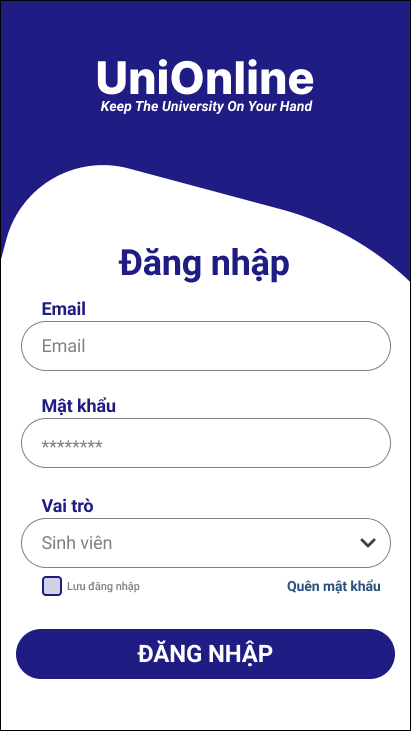 UniOnline
Keep The University On Your Hand
Đăng nhập
Email
Email
Mật khẩu
********
Vai trò
Sinh viên
Lưu đăng nhập
Quên mật khẩu
ĐĂNG NHẬP